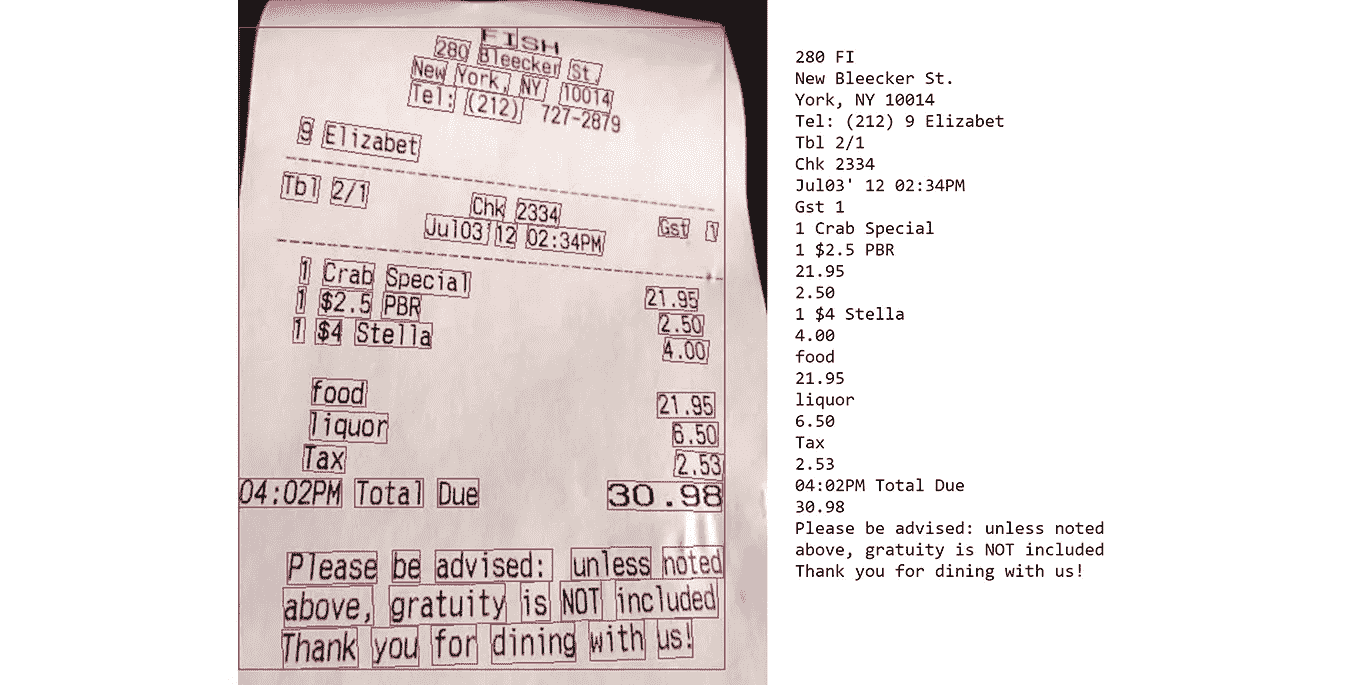 FISH
280 Bleecker St.
New York, NY 10014
Tel: (212) 727-2879
9 Elizabet
Tbl 2/1 Chk 2334 Gst 1
Jul03'12 02:34PM
1 Crab Special 21.95
1 $2.5 PBR 2.50
1 $4 Stella 4.00
food 21.95
liquor 6.50
Tax 2.53
04:02PM Total Due 30.98
Please be advised: unless noted
above, gratuity is NOT included
Thank you for dining with us!
280 FI
New Bleecker St.
York, NY 10014
Tel: (212) 9 Elizabet
Tbl 2/1
Chk 2334
Jul03' 12 02:34PM
Gst 1
1 Crab Special
1 $2.5 PBR
21.95
2.50
1 $4 Stella
4.00
food
21.95
liquor
6.50
Tax
2.53
04:02PM Total Due
30.98
Please be advised: unless noted
above, gratuity is NOT included
Thank you for dining with us!